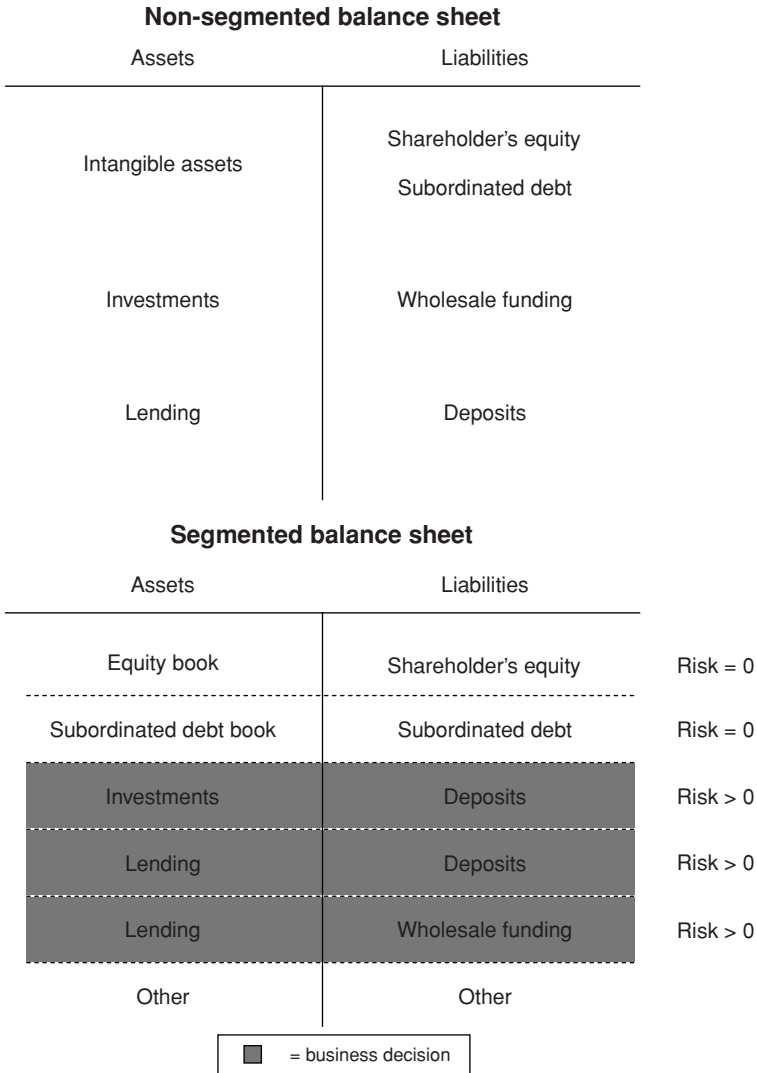 Non-segmented balance sheet
Assets Liabilities
Shareholder’s equity
Intangible assets
Subordinated debt
Investments Wholesale funding
Lending Deposits
Segmented balance sheet
Assets Liabilities
Equity book Shareholder’s equity Risk = 0
Subordinated debt book Subordinated debt Risk = 0
Investments Deposits Risk > 0
Lending Deposits Risk > 0
Lending Wholesale funding Risk > 0
Other Other
= business decision